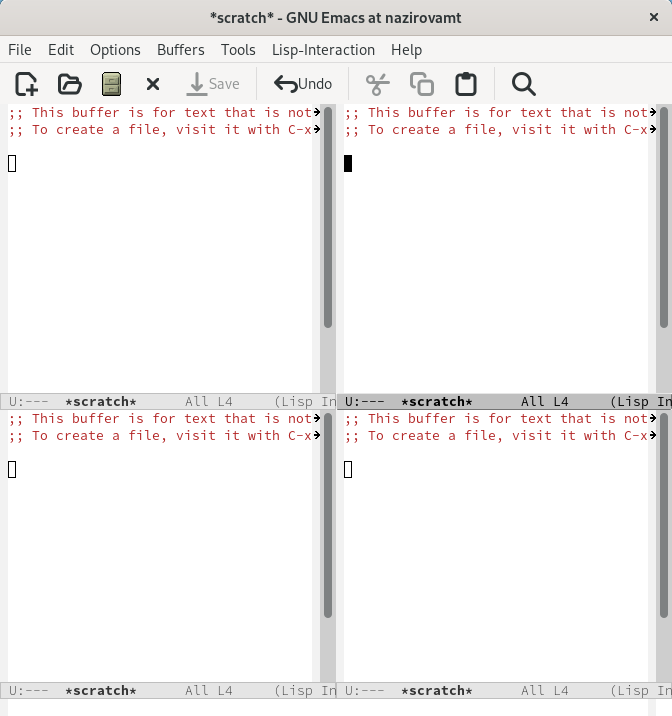 *scratch* - GNU Emacs at nazirovamt
File Edit Options Buffers Tools Lisp-Interaction Help
Save Undo
;; This buffer is for text that is not
;; To create a file, visit it with C-x
U:--- *scratch* All L4 (Lisp In
;; This buffer is for text that is not
;; To create a file, visit it with C-x
U:--- *scratch* All L4 (Lisp In
;; This buffer is for text that is not
;; To create a file, visit it with C-x
U:--- *scratch* All L4 (Lisp In
;; This buffer is for text that is not
;; To create a file, visit it with C-x
U:--- *scratch* All L4 (Lisp In